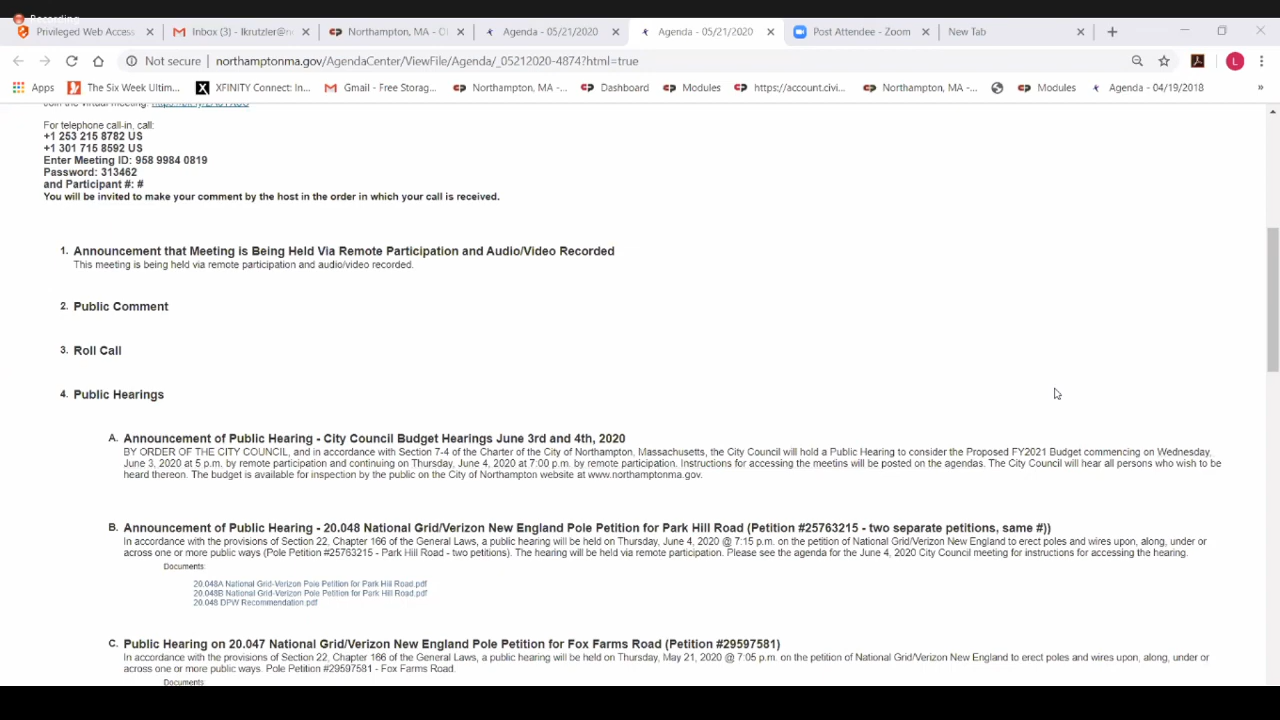 Recording
Privileged Web Access
Inbox (3) - lkrutzler@n
Northampton, MA - O
Agenda - 05/21/2020
Agenda - 05/21/2020
Post Attendee - Zoom
New Tab
Not secure | northamptonma.gov/AgendaCenter/ViewFile/Agenda/_05212020-4874?html=true
L
Apps
The Six Week Ultim...
XFINITY Connect: In...
Gmail - Free Storag...
Northampton, MA -...
Dashboard
Modules
https://account.civi...
Northampton, MA -...
Modules
Agenda - 04/19/2018
»
Join the virtual meeting:
For telephone call-in, call:
+1 253 215 8782 US
+1 301 715 8592 US
Enter Meeting ID: 958 9984 0819
Password: 313462
and Participant #: #
You will be invited to make your comment by the host in the order in which your call is received.
1. Announcement that Meeting is Being Held Via Remote Participation and Audio/Video Recorded
This meeting is being held via remote participation and audio/video recorded.
2. Public Comment
3. Roll Call
4. Public Hearings
A. Announcement of Public Hearing - City Council Budget Hearings June 3rd and 4th, 2020
BY ORDER OF THE CITY COUNCIL, and in accordance with Section 7-4 of the Charter of the City of Northampton, Massachusetts, the City Council will hold a Public Hearing to consider the Proposed FY2021 Budget commencing on Wednesday,
June 3, 2020 at 5 p.m. by remote participation and continuing on Thursday, June 4, 2020 at 7:00 p.m. by remote participation. Instructions for accessing the meetins will be posted on the agendas. The City Council will hear all persons who wish to be
heard thereon. The budget is available for inspection by the public on the City of Northampton website at www.northamptonma.gov.
B. Announcement of Public Hearing - 20.048 National Grid/Verizon New England Pole Petition for Park Hill Road (Petition #25763215 - two separate petitions, same #))
In accordance with the provisions of Section 22, Chapter 166 of the General Laws, a public hearing will be held on Thursday, June 4, 2020 @ 7:15 p.m. on the petition of National Grid/Verizon New England to erect poles and wires upon, along, under or
across one or more public ways (Pole Petition #25763215 - Park Hill Road - two petitions). The hearing will be held via remote participation. Please see the agenda for the June 4, 2020 City Council meeting for instructions for accessing the hearing.
Documents:
20.048A National Grid-Verizon Pole Petition for Park Hill Road.pdf
20.048B National Grid-Verizon Pole Petition for Park Hill Road.pdf
20.048 DPW Recommendation.pdf
C. Public Hearing on 20.047 National Grid/Verizon New England Pole Petition for Fox Farms Road (Petition #29597581)
In accordance with the provisions of Section 22, Chapter 166 of the General Laws, a public hearing will be held on Thursday, May 21, 2020 @ 7:05 p.m. on the petition of National Grid/Verizon New England to erect poles and wires upon, along, under or
across one or more public ways. Pole Petition #29597581 - Fox Farms Road.
Documents: